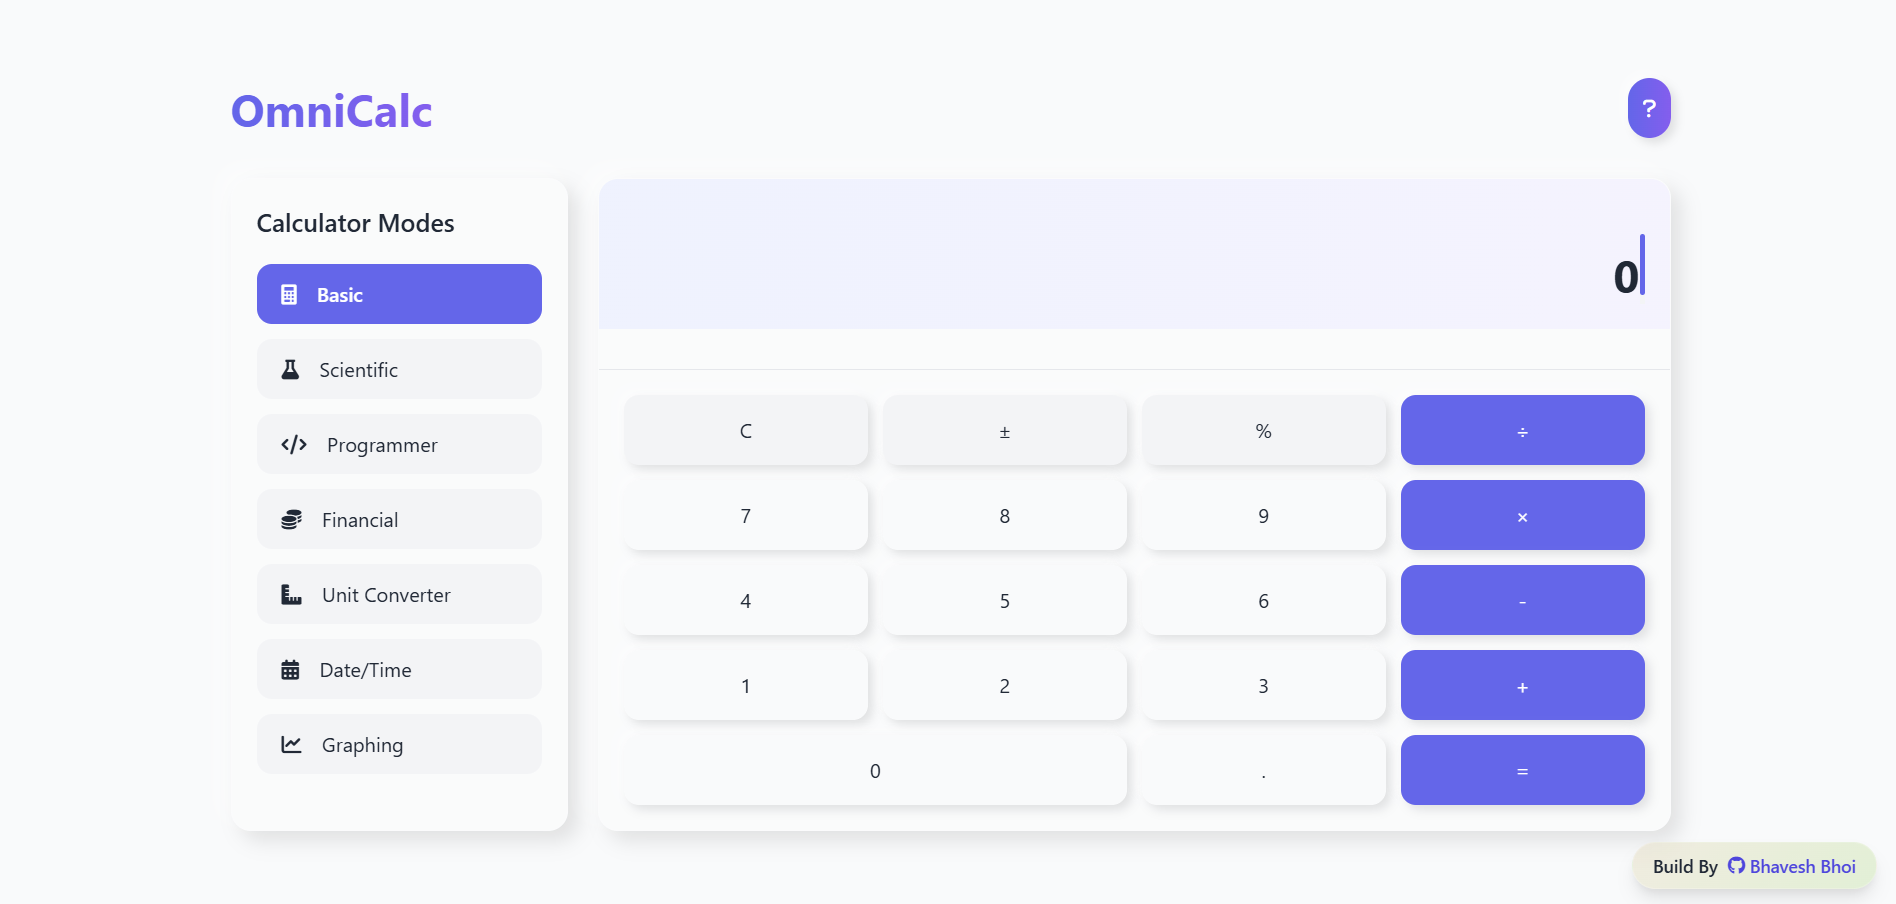 OmniCalc
?
Calculator Modes
Basic
Scientific
Programmer
Financial
Unit Converter
Date/Time
Graphing
0
C ± % ÷
7 8 9 ×
4 5 6 -
1 2 3 +
0 . =
Build By Bhavesh Bhoi